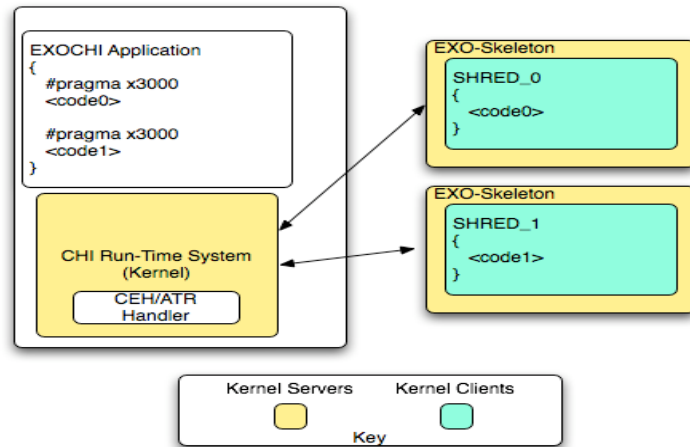 EXOCHI Application
{
#pragma x3000
<code0>
#pragma x3000
<code1>
}
CHI Run-Time System
(Kernel)
CEH/ATR
Handler
EXO-Skeleton
SHRED_0
{
<code0>
}
EXO-Skeleton
SHRED_1
{
<code1>
}
Kernel Servers
Kernel Clients
Key